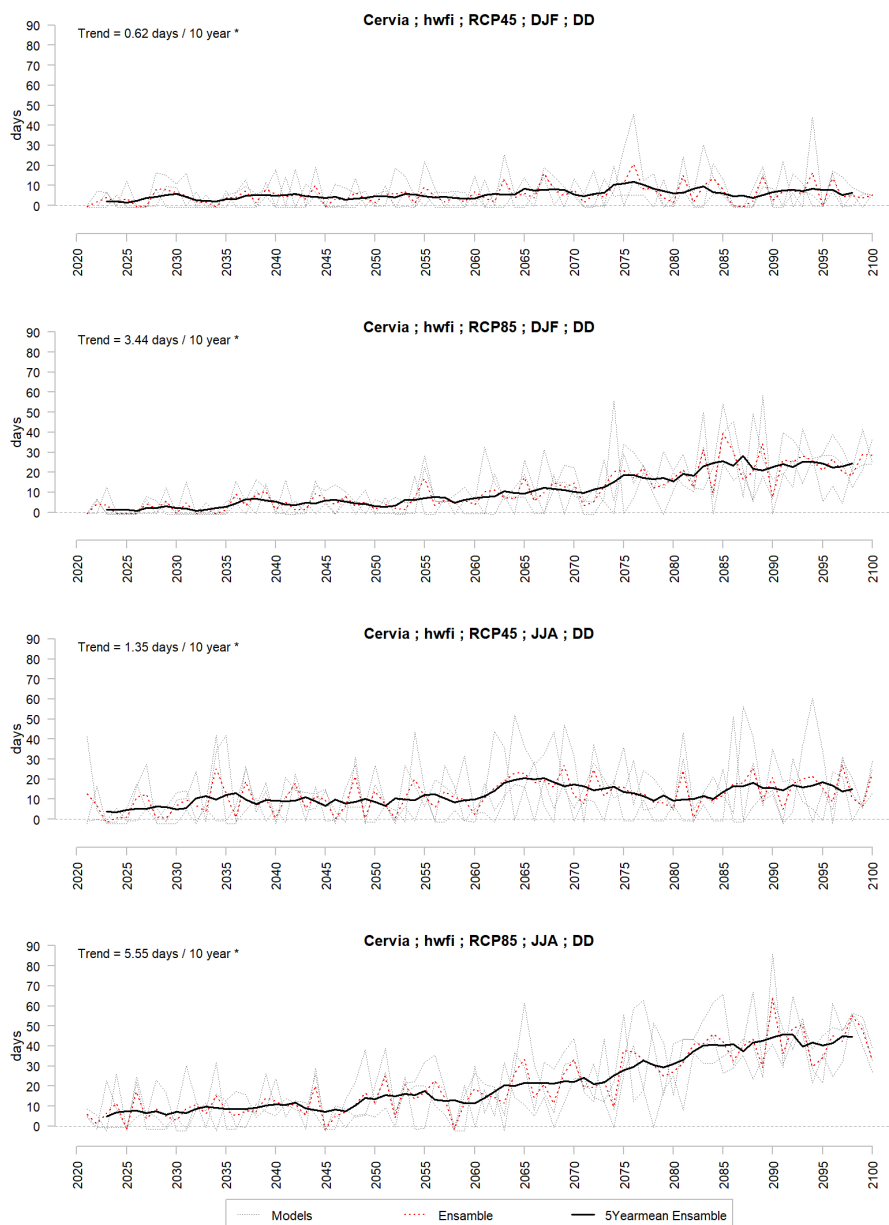 Cervia ; hwfi ; RCP45 ; DJF ; DD
Trend = 0.62 days / 10 year *
days
90
80
70
60
50
40
30
20
10
0
2020 2025 2030 2035 2040 2045 2050 2055 2060 2065 2070 2075 2080 2085 2090 2095 2100
Cervia ; hwfi ; RCP85 ; DJF ; DD
Trend = 3.44 days / 10 year *
days
90
80
70
60
50
40
30
20
10
0
2020 2025 2030 2035 2040 2045 2050 2055 2060 2065 2070 2075 2080 2085 2090 2095 2100
Cervia ; hwfi ; RCP45 ; JJA ; DD
Trend = 1.35 days / 10 year *
days
90
80
70
60
50
40
30
20
10
0
2020 2025 2030 2035 2040 2045 2050 2055 2060 2065 2070 2075 2080 2085 2090 2095 2100
Cervia ; hwfi ; RCP85 ; JJA ; DD
Trend = 5.55 days / 10 year *
days
90
80
70
60
50
40
30
20
10
0
2020 2025 2030 2035 2040 2045 2050 2055 2060 2065 2070 2075 2080 2085 2090 2095 2100
Models Ensamble 5Yearmean Ensamble